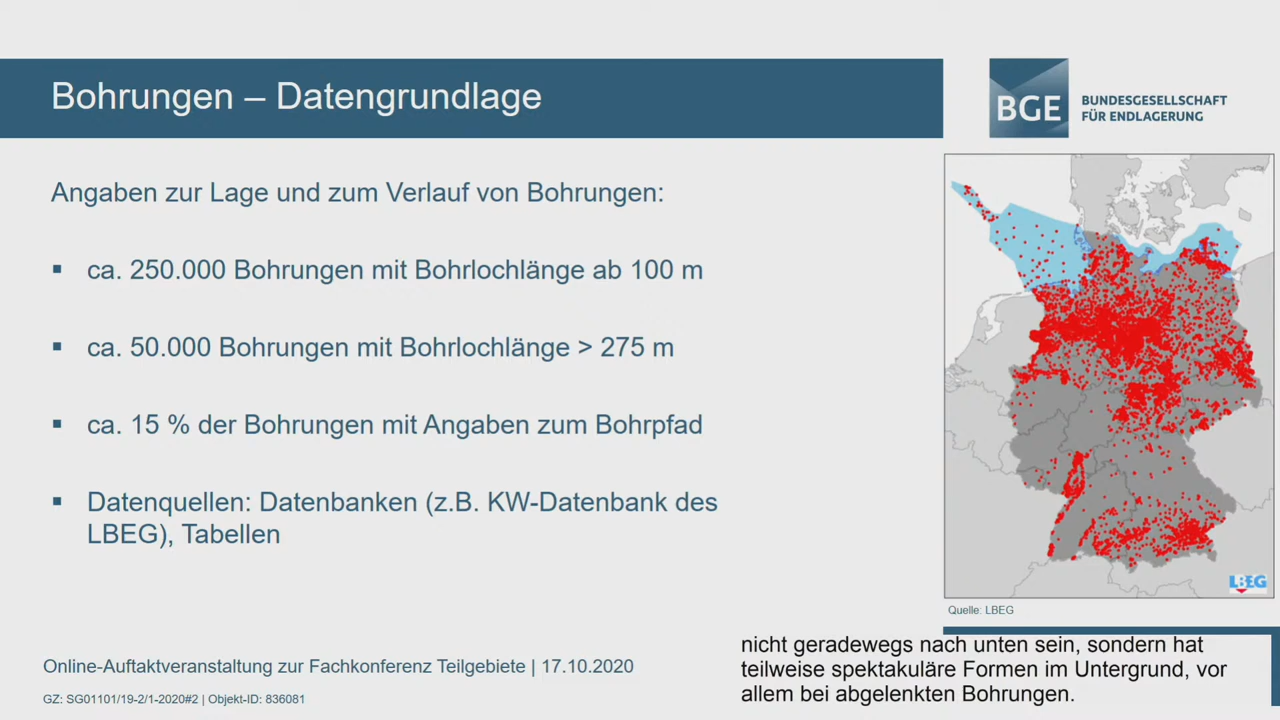 Bohrungen – Datengrundlage
BGE
BUNDESGESELLSCHAFT
FÜR ENDLAGERUNG
Angaben zur Lage und zum Verlauf von Bohrungen:
ca. 250.000 Bohrungen mit Bohrlochlänge ab 100 m
ca. 50.000 Bohrungen mit Bohrlochlänge > 275 m
ca. 15 % der Bohrungen mit Angaben zum Bohrpfad
Datenquellen: Datenbanken (z.B. KW-Datenbank des
LBEG), Tabellen
LBEG
Quelle: LBEG
Online-Auftaktveranstaltung zur Fachkonferenz Teilgebiete | 17.10.2020
GZ: SG01101/19-2/1-2020#2 | Objekt-ID: 836081
nicht geradewegs nach unten sein, sondern hat
teilweise spektakuläre Formen im Untergrund, vor
allem bei abgelenkten Bohrungen.